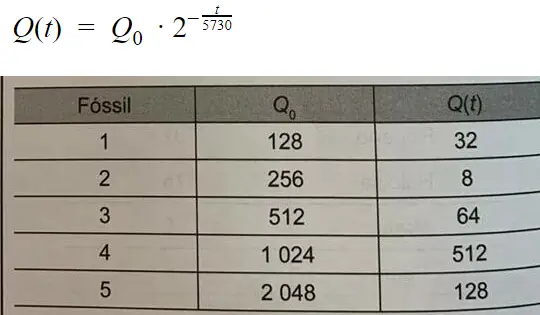 Q(t) = Q₀ · 2^(-t/5730)
Fóssil Q₀ Q(t)
1 128 32
2 256 8
3 512 64
4 1 024 512
5 2 048 128